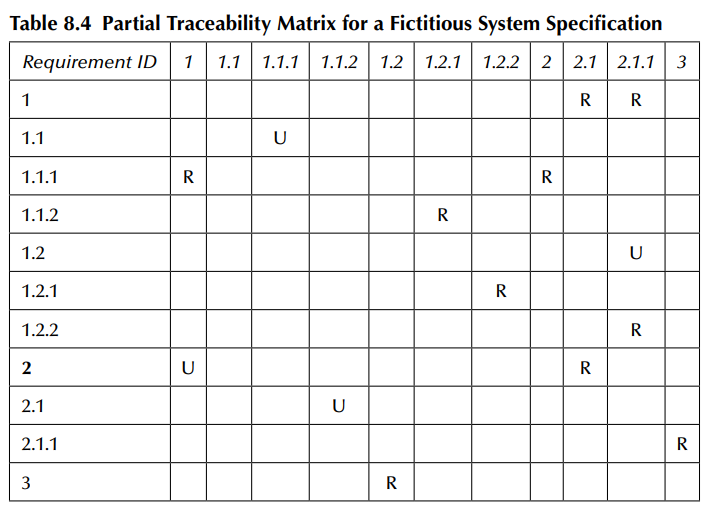 Table 8.4 Partial Traceability Matrix for a Fictitious System Specification
Requirement ID 1 1.1 1.1.1 1.1.2 1.2 1.2.1 1.2.2 2 2.1 2.1.1 3
1 R R
1.1 U
1.1.1 R R
1.1.2 R
1.2 U
1.2.1 R
1.2.2 R
2 U R
2.1 U
2.1.1 R
3 R